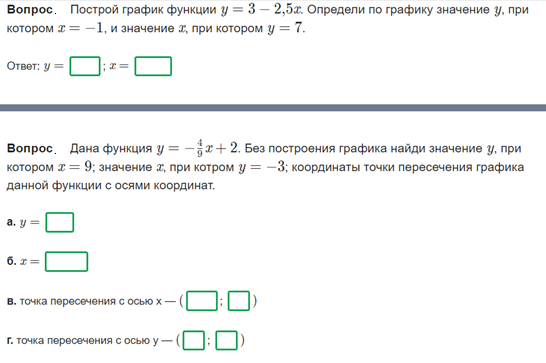 Вопрос. Построй график функции y = 3 − 2,5x. Определи по графику значение y, при
котором x = −1, и значение x, при котором y = 7.
Ответ: y = ; x =
Вопрос. Дана функция y = −4/9x + 2. Без построения графика найди значение y, при
котором x = 9; значение x, при котром y = −3; координаты точки пересечения графика
данной функции с осями координат.
а. y =
б. x =
в. точка пересечения с осью x — ( ; )
г. точка пересечения с осью y — ( ; )